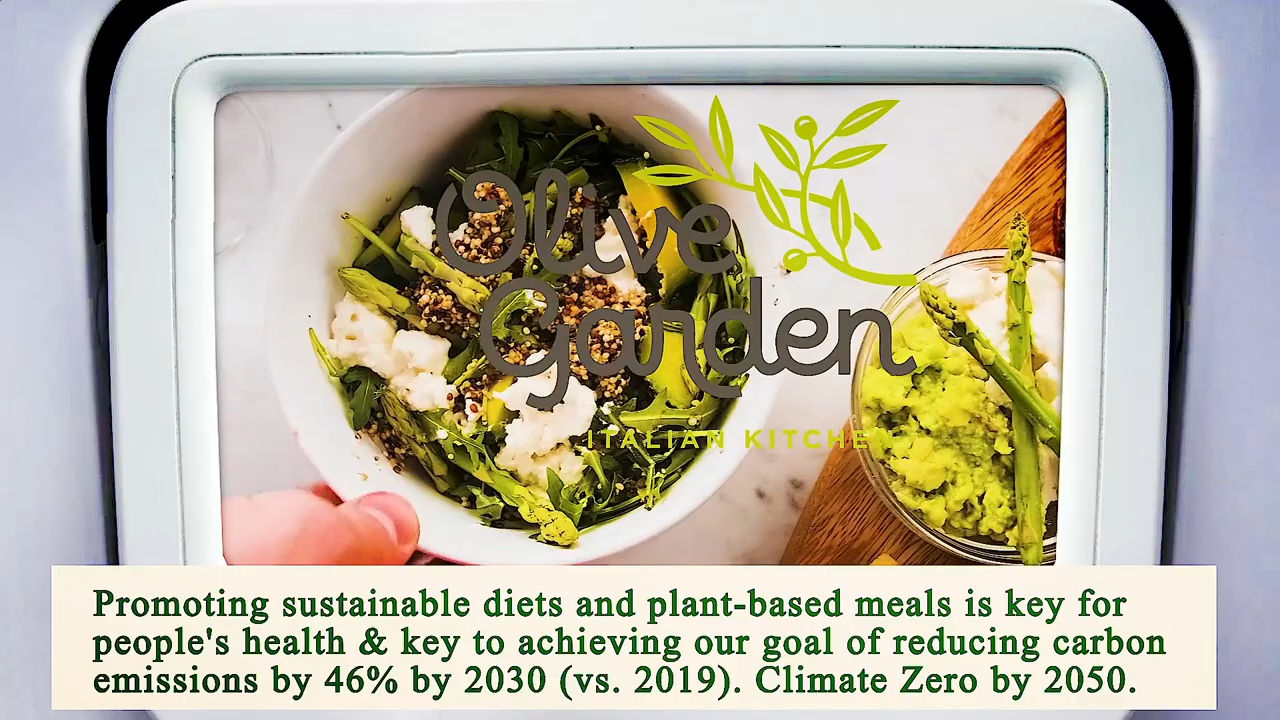 Olive
Garden
ITALIAN KITCHEN
Promoting sustainable diets and plant-based meals is key for
people's health & key to achieving our goal of reducing carbon
emissions by 46% by 2030 (vs. 2019). Climate Zero by 2050.